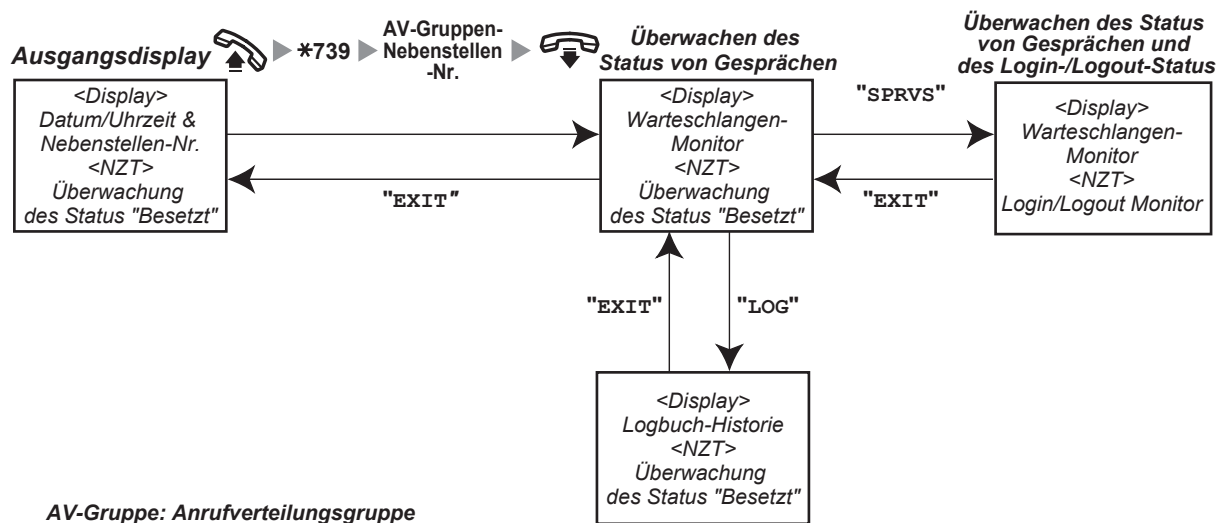 Ausgangsdisplay
*739
AV-Gruppen-
Nebenstellen
-Nr.
Überwachen des
Status von Gesprächen
Überwachen des Status
von Gesprächen und
des Login-/Logout-Status
<Display>
Datum/Uhrzeit &
Nebenstellen-Nr.
<NZT>
Überwachung
des Status "Besetzt"
"EXIT"
<Display>
Warteschlangen-
Monitor
<NZT>
Überwachung
des Status "Besetzt"
"SPRVS"
"EXIT"
<Display>
Warteschlangen-
Monitor
<NZT>
Login/Logout Monitor
"EXIT"
"LOG"
<Display>
Logbuch-Historie
<NZT>
Überwachung
des Status "Besetzt"
AV-Gruppe: Anrufverteilungsgruppe